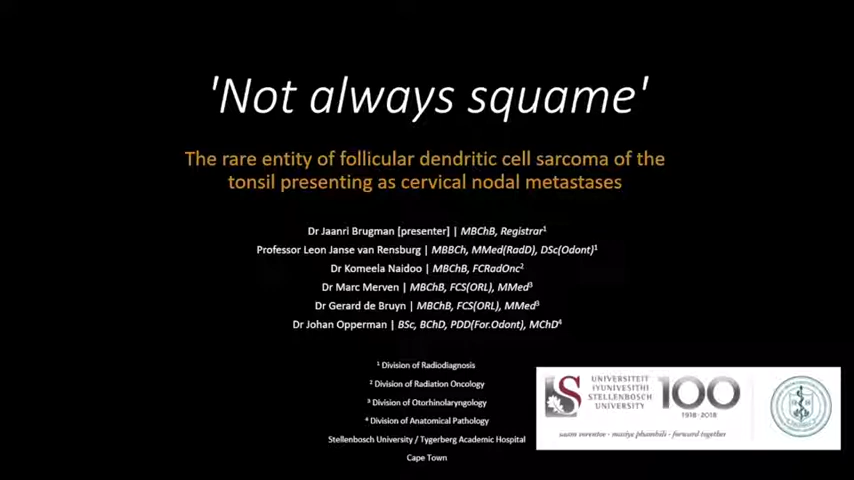 'Not always squame'
The rare entity of follicular dendritic cell sarcoma of the
tonsil presenting as cervical nodal metastases
Dr Jaanri Brugman [presenter] | MBChB, Registrar¹
Professor Leon Janse van Rensburg | MBBCh, MMed(RadD), DSc(Odont)¹
Dr Komeela Naidoo | MBChB, FCRadOnc²
Dr Marc Merven | MBChB, FCS(ORL), MMed³
Dr Gerard de Bruyn | MBChB, FCS(ORL), MMed³
Dr Johan Opperman | BSc, BChD, PDD(For.Odont), MChD⁴
¹ Division of Radiodiagnosis
² Division of Radiation Oncology
³ Division of Otorhinolaryngology
⁴ Division of Anatomical Pathology
Stellenbosch University / Tygerberg Academic Hospital
Cape Town
UNIVERSITEIT
iYUNIVESITHI
STELLENBOSCH
UNIVERSITY
100
1918·2018
saam vorentoe · masiye phambili · forward together